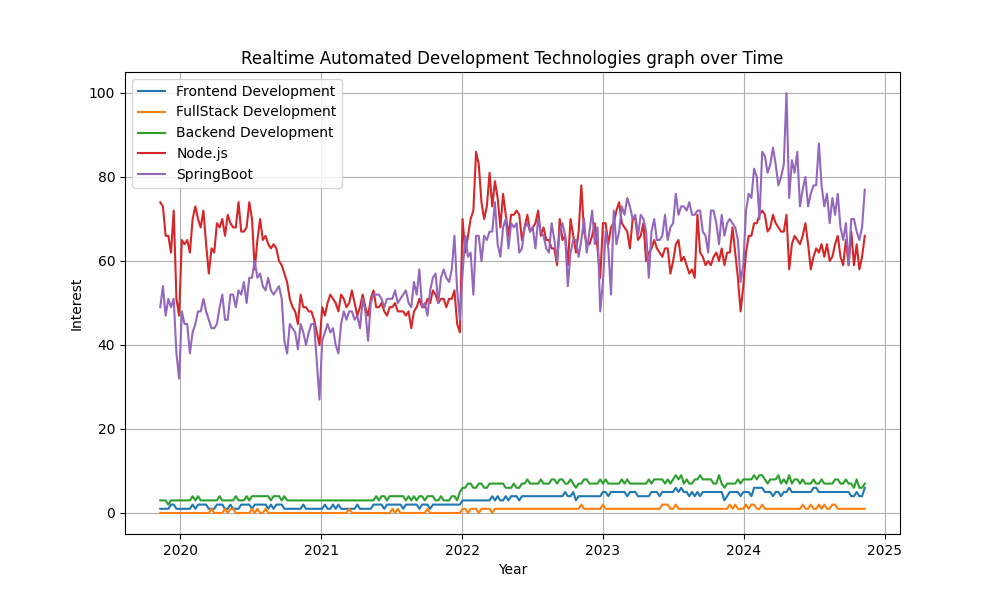 Realtime Automated Development Technologies graph over Time
Frontend Development
FullStack Development
Backend Development
Node.js
SpringBoot
100
80
60
40
20
0
Interest
2020
2021
2022
2023
2024
2025
Year